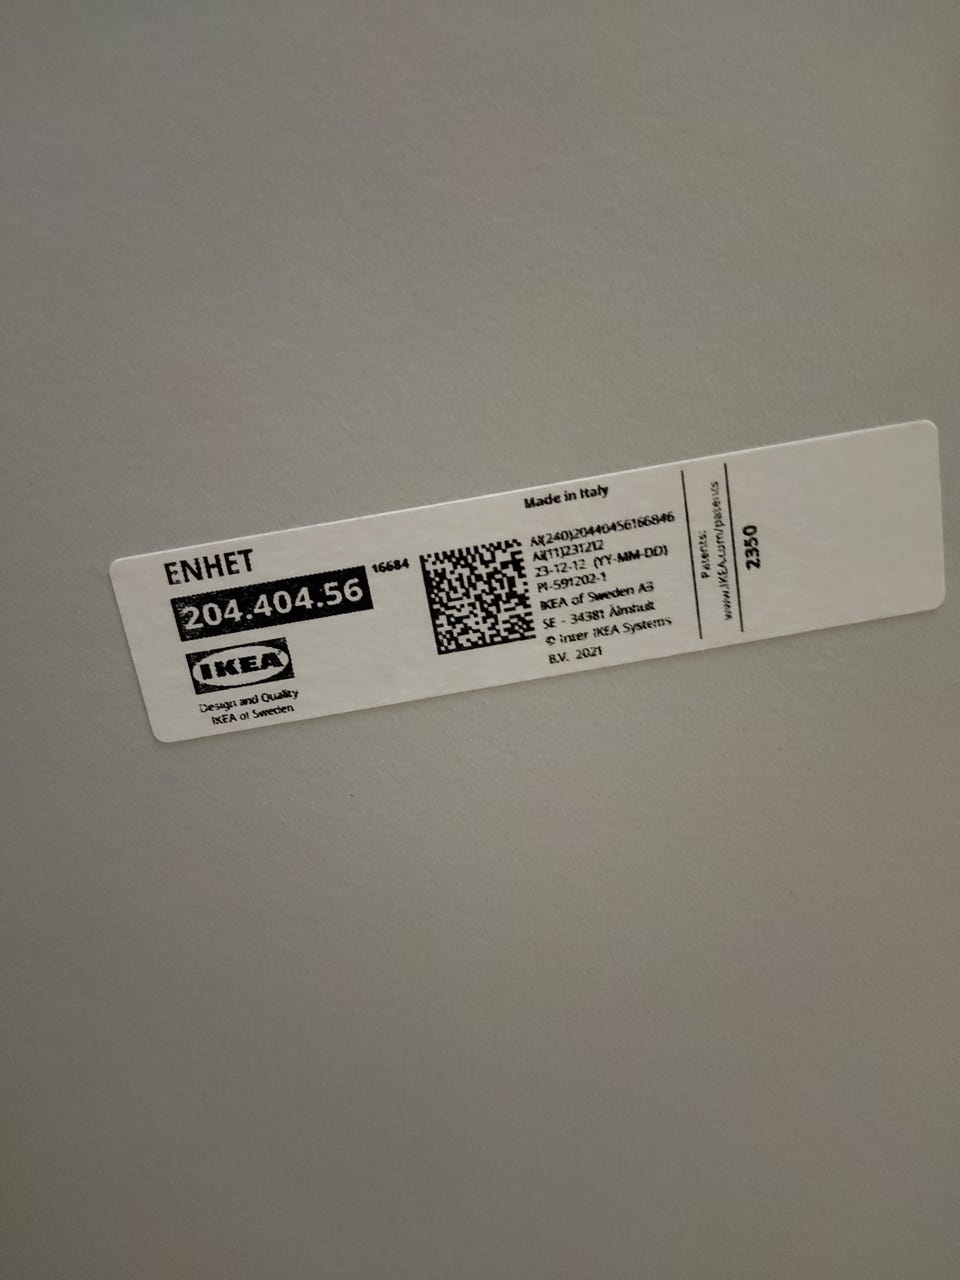 ENHET
204.404.56
16684
IKEA
Design and Quality
IKEA of Sweden
Made in Italy
AI(240)20440456166846
AI(11)231212
23-12-12 (YY-MM-DD)
PI-591202-1
IKEA of Sweden AB
SE - 34381 Älmhult
© Inter IKEA Systems
B.V. 2021
Patents:
www.IKEA.com/patents
2350